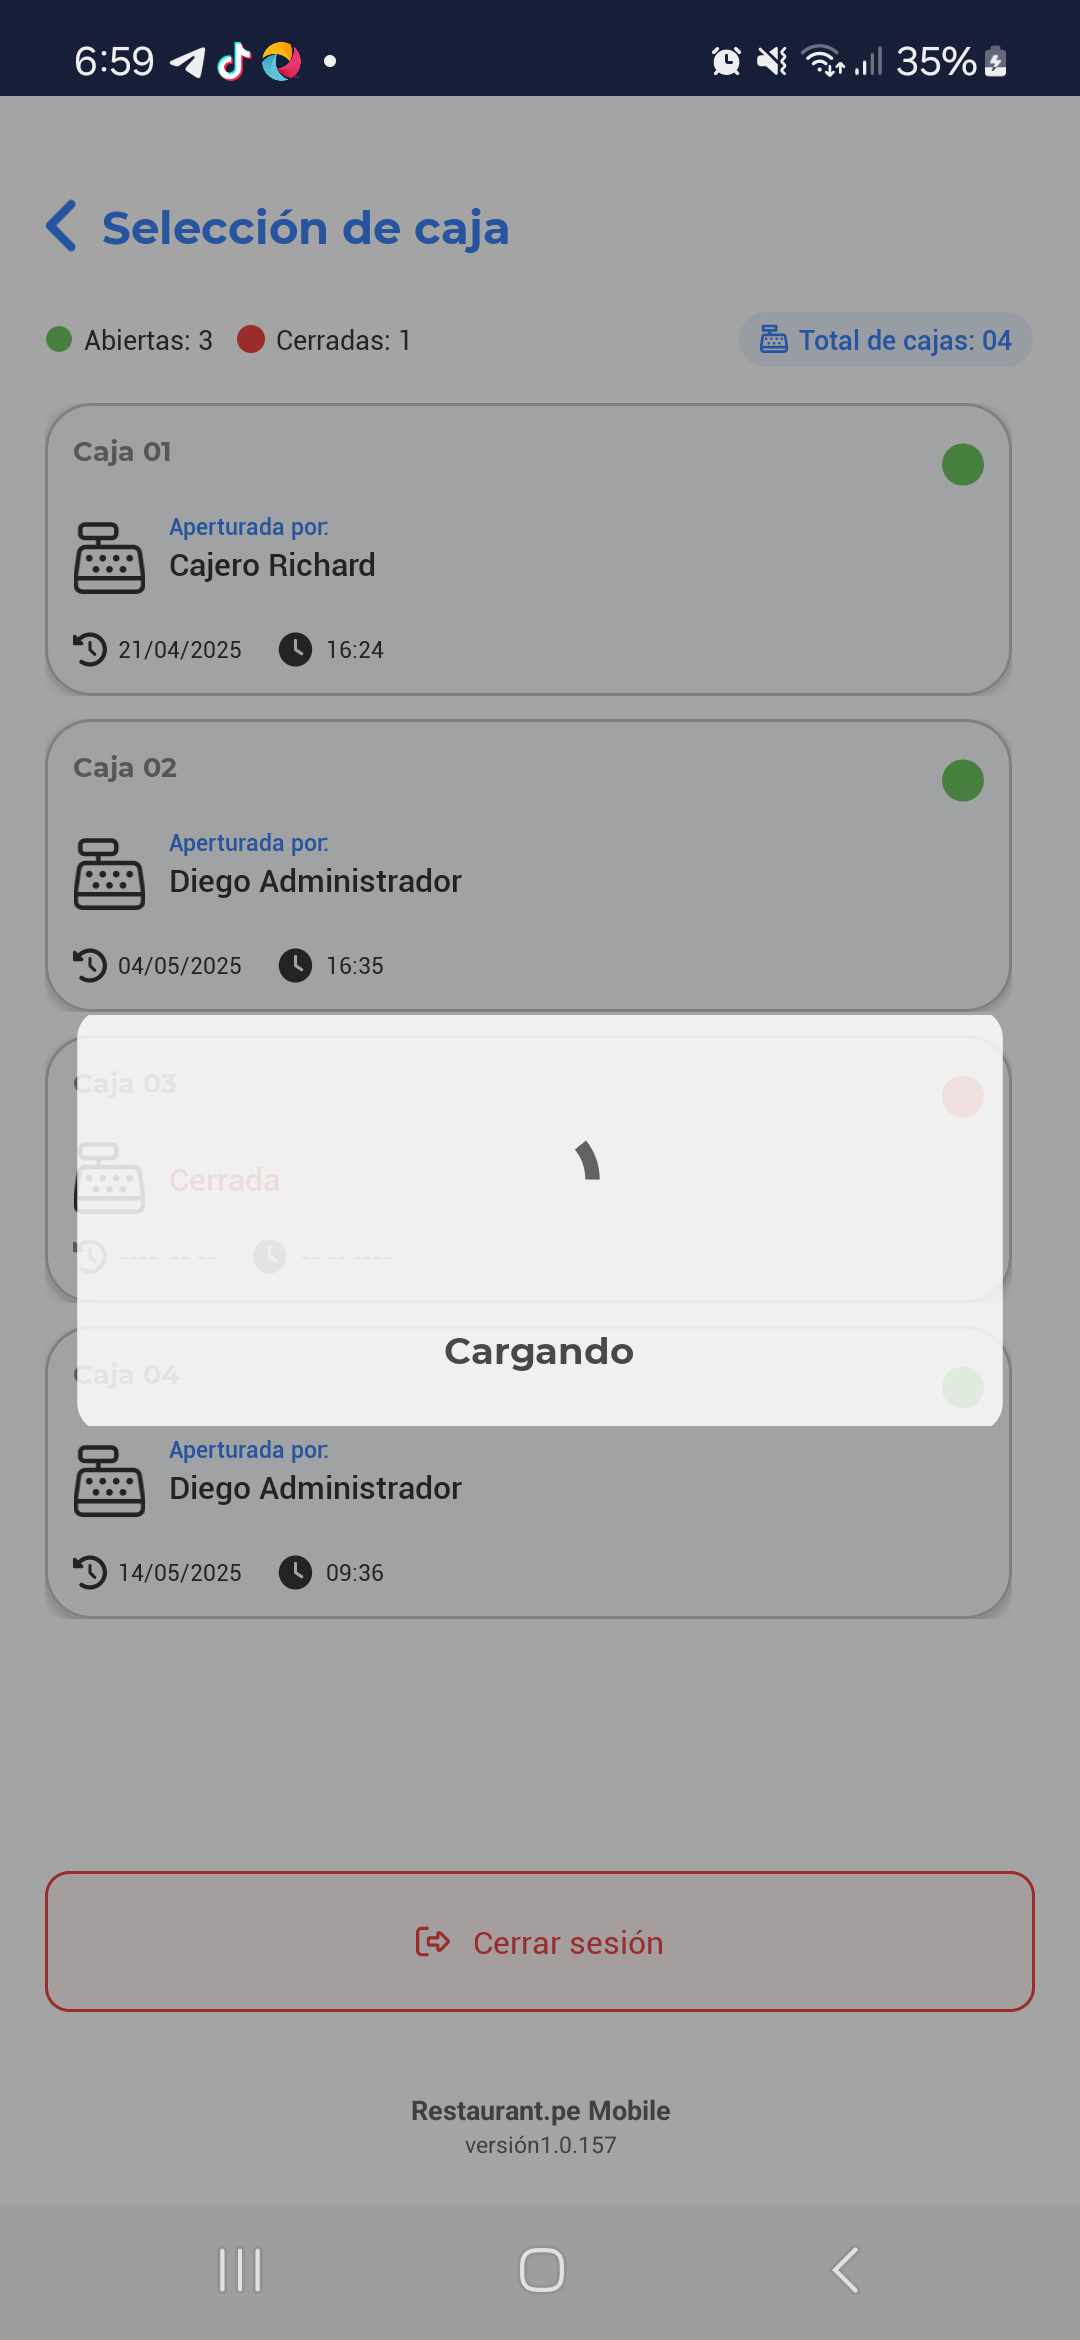 6:59
35%
Selección de caja
Abiertas: 3 Cerradas: 1 Total de cajas: 04
Caja 01
Aperturada por:
Cajero Richard
21/04/2025 16:24
Caja 02
Aperturada por:
Diego Administrador
04/05/2025 16:35
Caja 03
Cerrada
---- -- -- --:-- ----
Cargando
Caja 04
Aperturada por:
Diego Administrador
14/05/2025 09:36
Cerrar sesión
Restaurant.pe Mobile
versión1.0.157